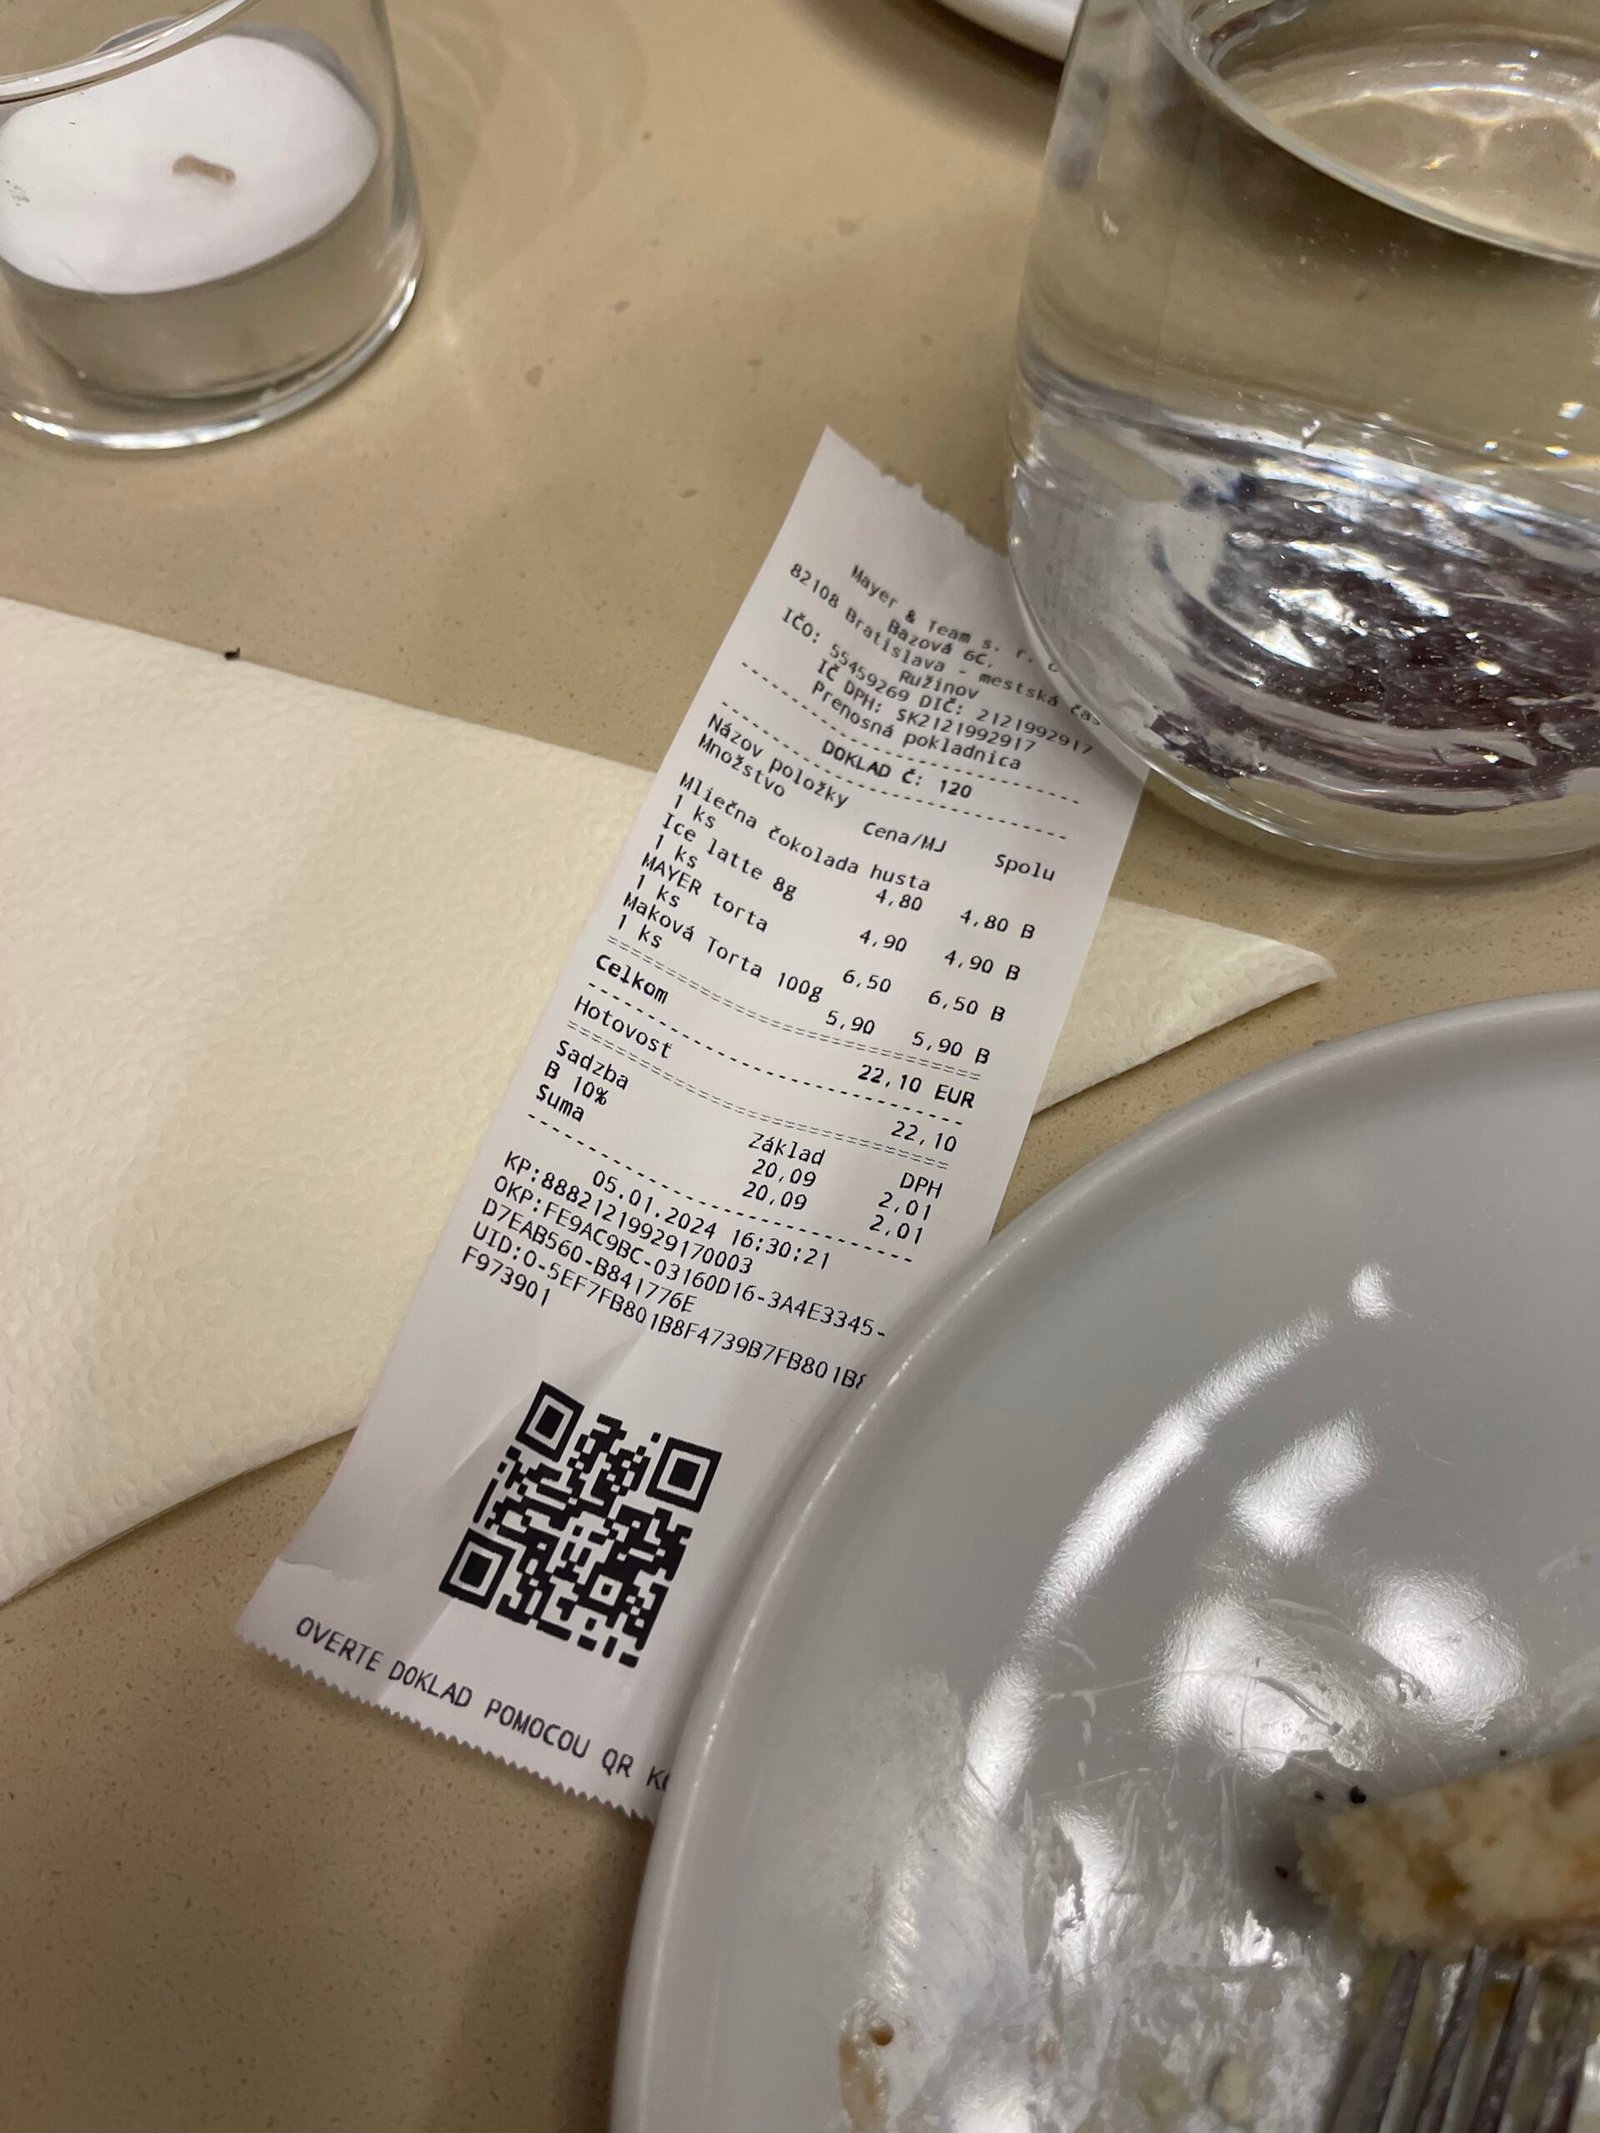 Mayer & Team s. r. o
Bazová 6C,
82108 Bratislava - mestská čas
Ružinov
IČO: 55459269 DIČ: 2121992917
IČ DPH: SK2121992917
Prenosná pokladnica
DOKLAD Č: 120
Názov položky
Množstvo Cena/MJ Spolu
Mliečna čokolada husta
1 ks 4,80 4,80 B
Ice latte 8g
1 ks 4,90 4,90 B
MAYER torta
1 ks 6,50 6,50 B
Maková Torta 100g
1 ks 5,90 5,90 B
Celkom 22,10 EUR
Hotovosť 22,10
Sadzba Základ DPH
B 10% 20,09 2,01
Suma 20,09 2,01
05.01.2024 16:30:21
KP:88821219929170003
OKP:FE9AC9BC-03160D16-3A4E3345-
D7EAB560-B841776E
UID:O-5EF7FB801B8F4739B7FB801B8
F973901
OVERTE DOKLAD POMOCOU QR